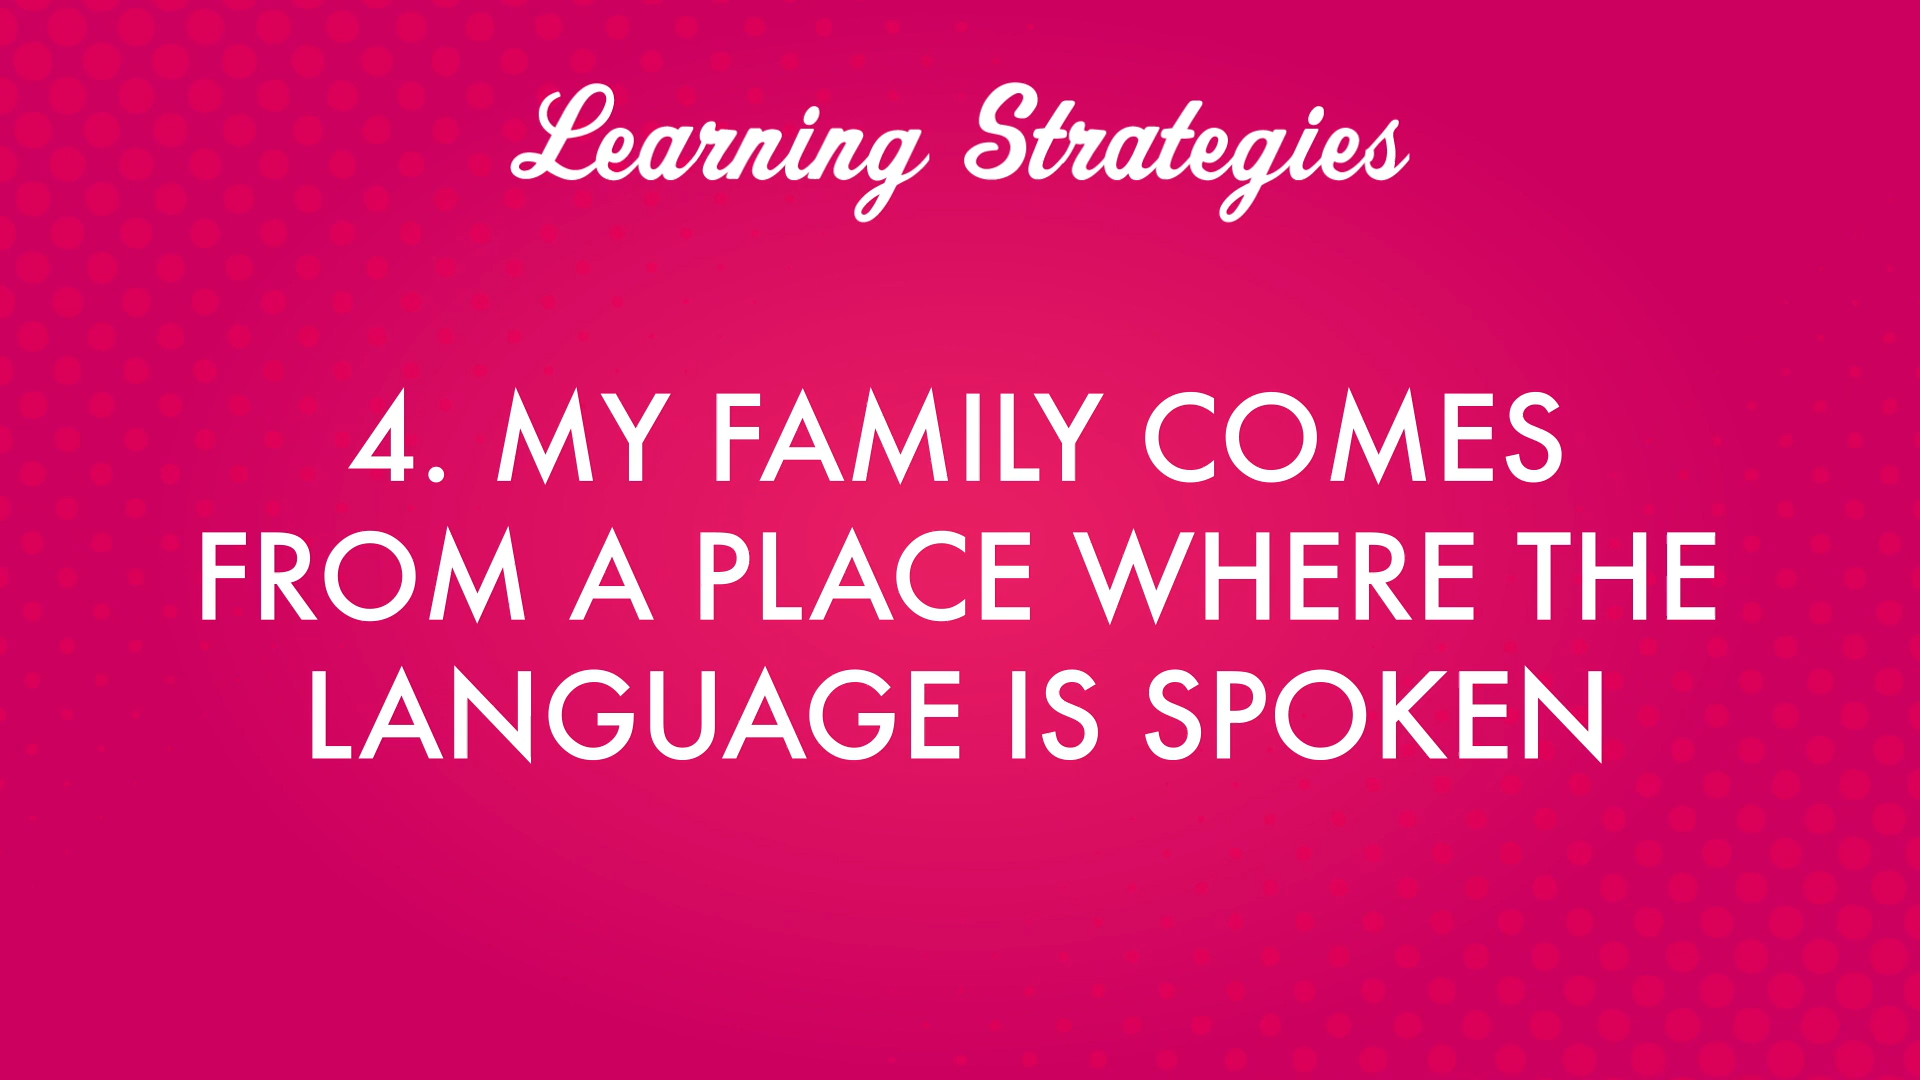 Learning Strategies
4. MY FAMILY COMES
FROM A PLACE WHERE THE
LANGUAGE IS SPOKEN